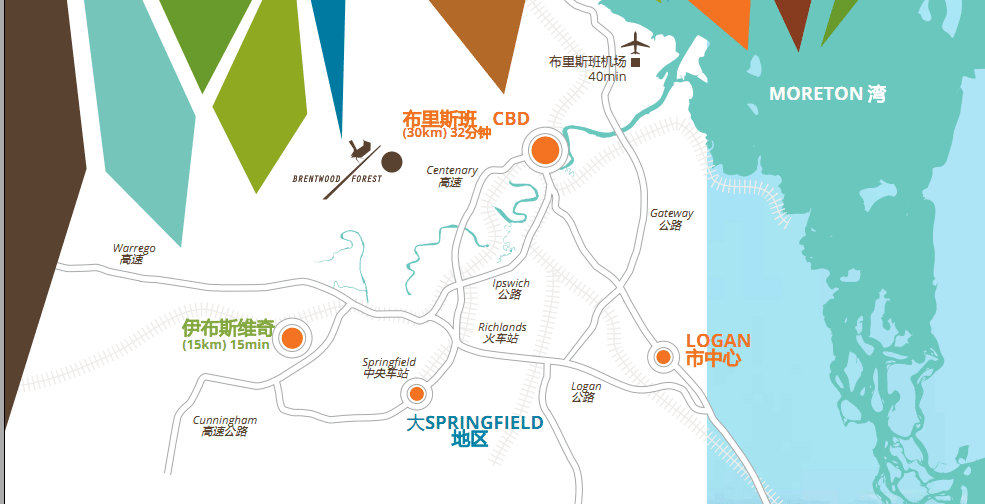 布里斯班机场
40min
MORETON 湾
布里斯班 CBD
(30km) 32分钟
BRENTWOOD FOREST
Centenary
高速
Gateway
公路
Warrego
高速
Ipswich
公路
伊布斯维奇
(15km) 15min
Richlands
火车站
LOGAN
市中心
Springfield
中央车站
Logan
公路
Cunningham
高速公路
大SPRINGFIELD
地区